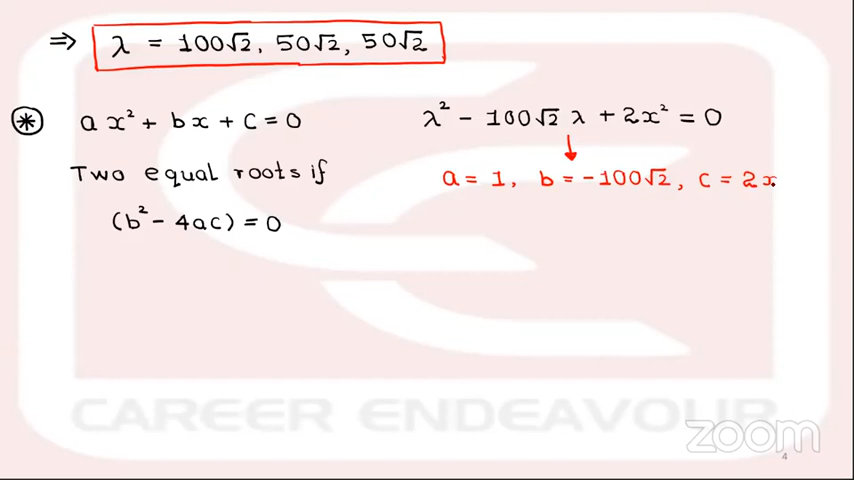 ⇒ λ = 100√2, 50√2, 50√2
⊛ ax² + bx + c = 0
λ² - 100√2 λ + 2x² = 0
Two equal roots if
a = 1, b = -100√2, c = 2x
(b² - 4ac) = 0
CAREER ENDEAVOUR
zoom
4